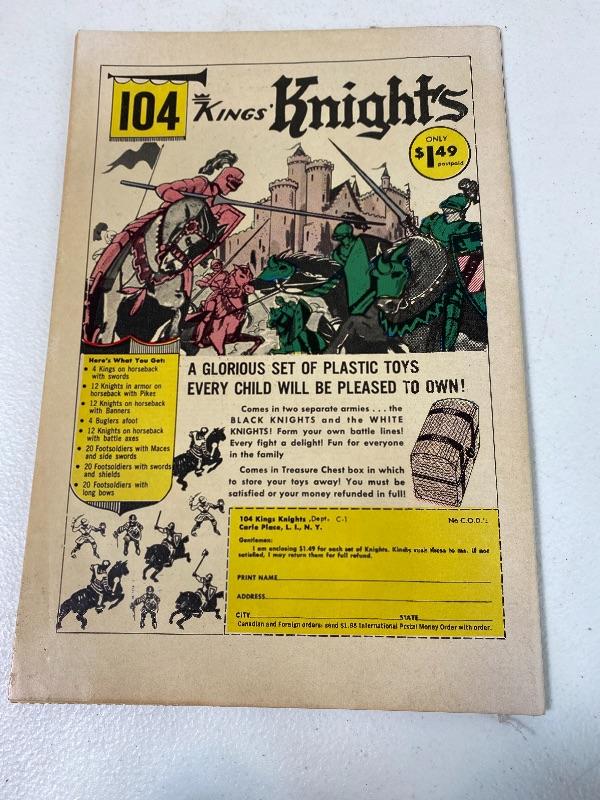 104 KINGS' Knights
ONLY
$1.49
postpaid
Here's What You Get:
• 4 Kings on horseback
with swords
• 12 Knights in armor on
horseback with Pikes
• 12 Knights on horseback
with Banners
• 4 Buglers afoot
• 12 Knights on horseback
with battle axes
• 20 Footsoldiers with Maces
and side swords
• 20 Footsoldiers with swords
and shields
• 20 Footsoldiers with
long bows
A GLORIOUS SET OF PLASTIC TOYS
EVERY CHILD WILL BE PLEASED TO OWN!
Comes in two separate armies . . . the
BLACK KNIGHTS and the WHITE
KNIGHTS! Form your own battle lines!
Every fight a delight! Fun for everyone
in the family
Comes in Treasure Chest box in which
to store your toys away! You must be
satisfied or your money refunded in full!
104 Kings Knights ,Dept. C-1 No C.O.D.'s
Carle Place, L. I., N. Y.
Gentlemen:
I am enclosing $1.49 for each set of Knights. Kindly rush these to me. If not
satisfied, I may return them for full refund.
PRINT NAME
ADDRESS
CITY STATE
Canadian and Foreign orders: send $1.98 International Postal Money Order with order.